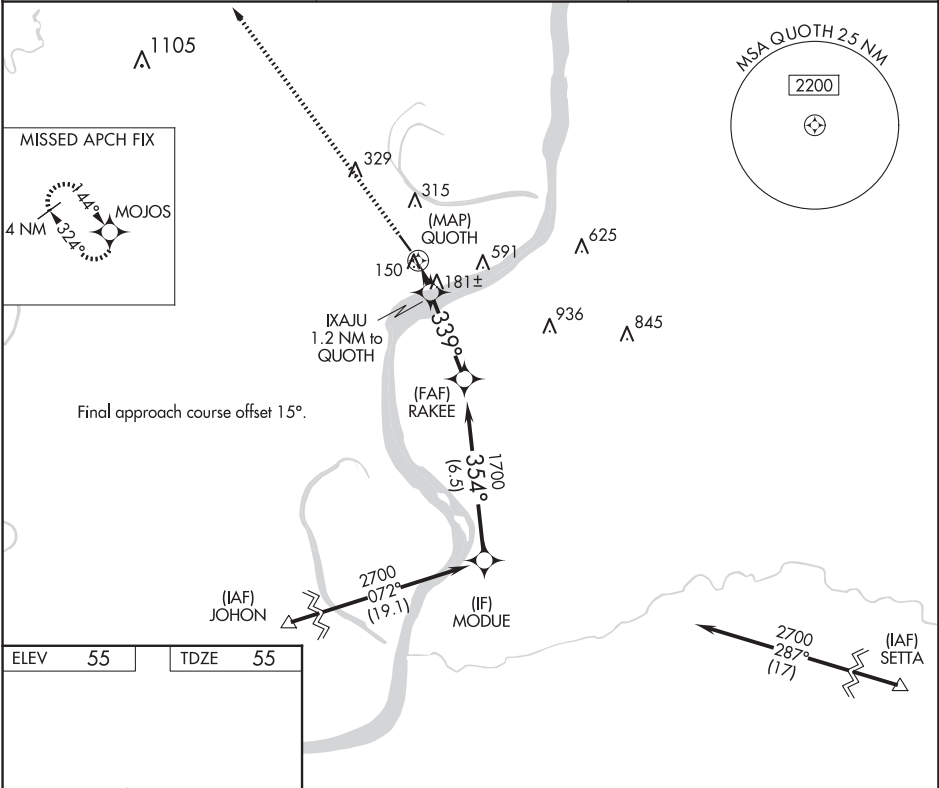 1105
MSA QUOTH 25 NM
2200
MISSED APCH FIX
144°
MOJOS
4 NM
324°
329
315
(MAP)
QUOTH
591
625
150
181±
IXAJU
1.2 NM to
QUOTH
339°
936
845
(FAF)
RAKEE
Final approach course offset 15°.
1700
354°
(6.5)
2700
072°
(19.1)
(IAF)
JOHON
(IF)
MODUE
2700
287°
(17)
(IAF)
SETTA
ELEV 55
TDZE 55